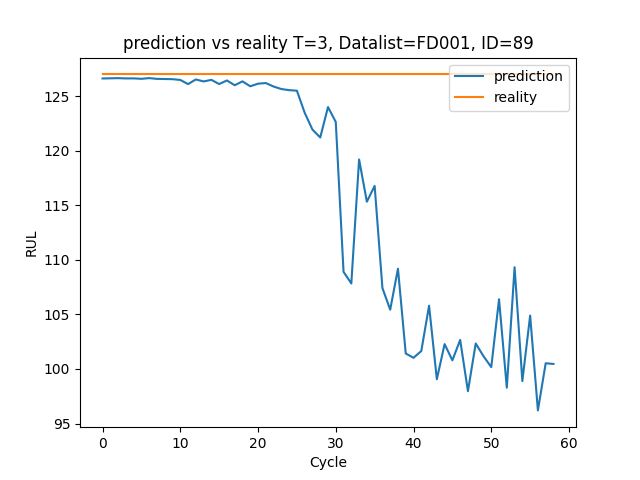 prediction vs reality T=3, Datalist=FD001, ID=89
prediction
reality
125
120
115
110
105
100
95
RUL
0 10 20 30 40 50 60
Cycle